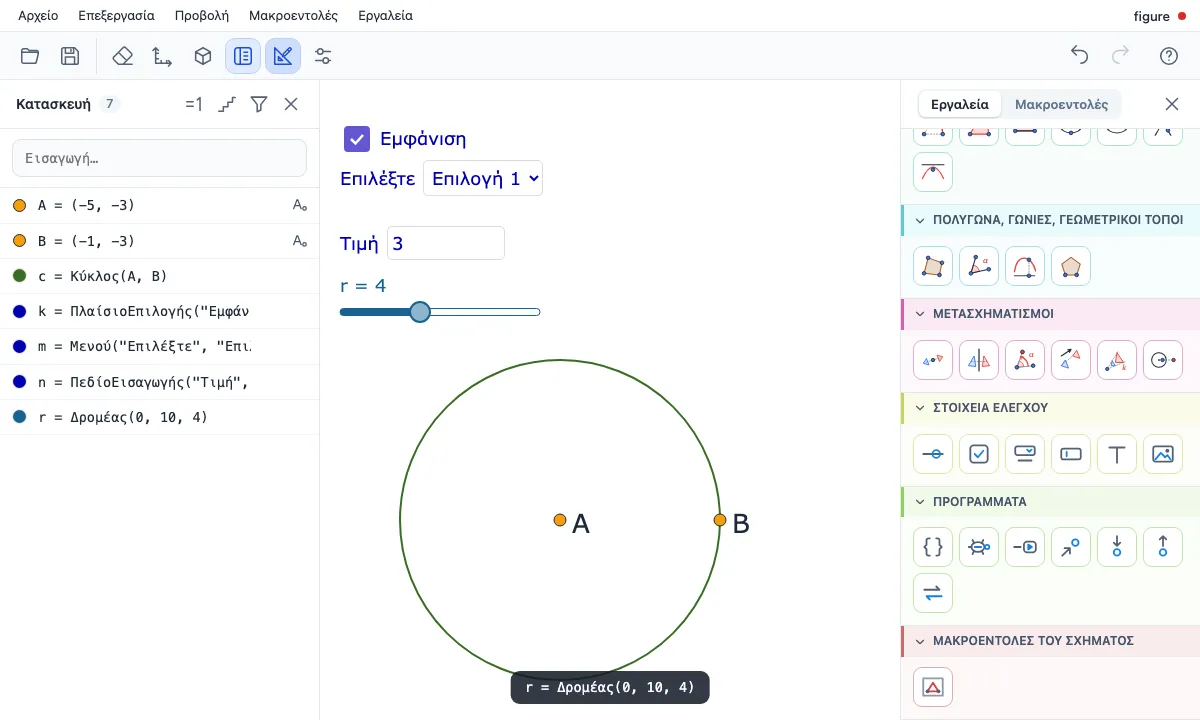 Αρχείο Επεξεργασία Προβολή Μακροεντολές Εργαλεία figure
Κατασκευή 7 =1
Εισαγωγή…
A = (−5, −3)
B = (−1, −3)
c = Κύκλος(A, B)
k = ΠλαίσιοΕπιλογής("Εμφάν
m = Μενού("Επιλέξτε", "Επι
n = ΠεδίοΕισαγωγής("Τιμή",
r = Δρομέας(0, 10, 4)
Εμφάνιση
Επιλέξτε Επιλογή 1
Τιμή 3
r = 4
A
B
r = Δρομέας(0, 10, 4)
Εργαλεία Μακροεντολές
ΠΟΛΥΓΩΝΑ, ΓΩΝΙΕΣ, ΓΕΩΜΕΤΡΙΚΟΙ ΤΟΠΟΙ
ΜΕΤΑΣΧΗΜΑΤΙΣΜΟΙ
ΣΤΟΙΧΕΙΑ ΕΛΕΓΧΟΥ
ΠΡΟΓΡΑΜΜΑΤΑ
ΜΑΚΡΟΕΝΤΟΛΕΣ ΤΟΥ ΣΧΗΜΑΤΟΣ